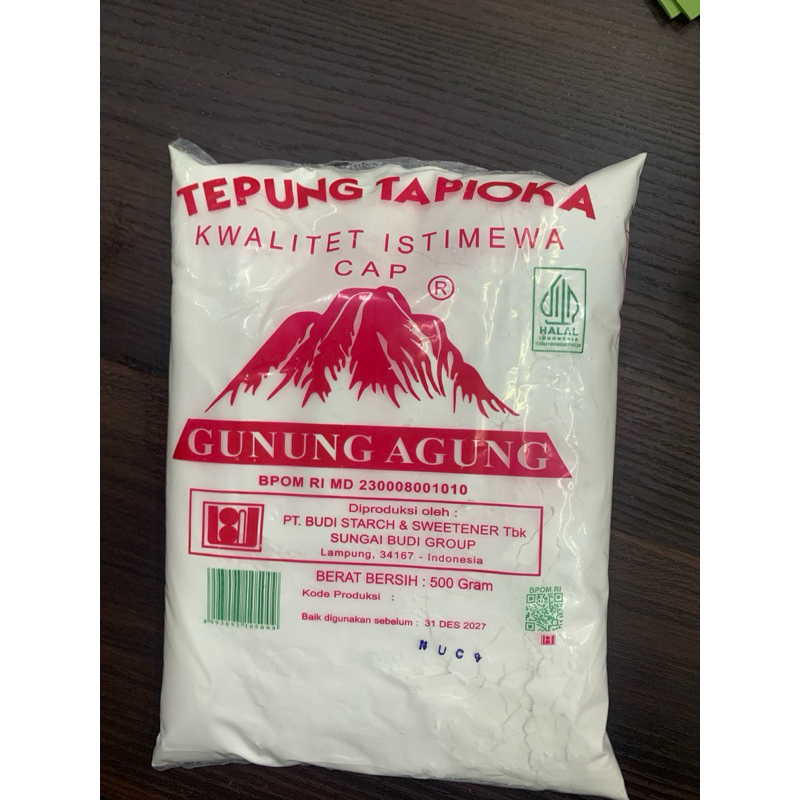 TEPUNG TAPIOKA
KWALITET ISTIMEWA
CAP ®
HALAL
INDONESIA
GUNUNG AGUNG
BPOM RI MD 230008001010
Diproduksi oleh :
PT. BUDI STARCH & SWEETENER Tbk
SUNGAI BUDI GROUP
Lampung, 34167 - Indonesia
BERAT BERSIH : 500 Gram
Kode Produksi :
BPOM RI
Baik digunakan sebelum : 31 DES 2027